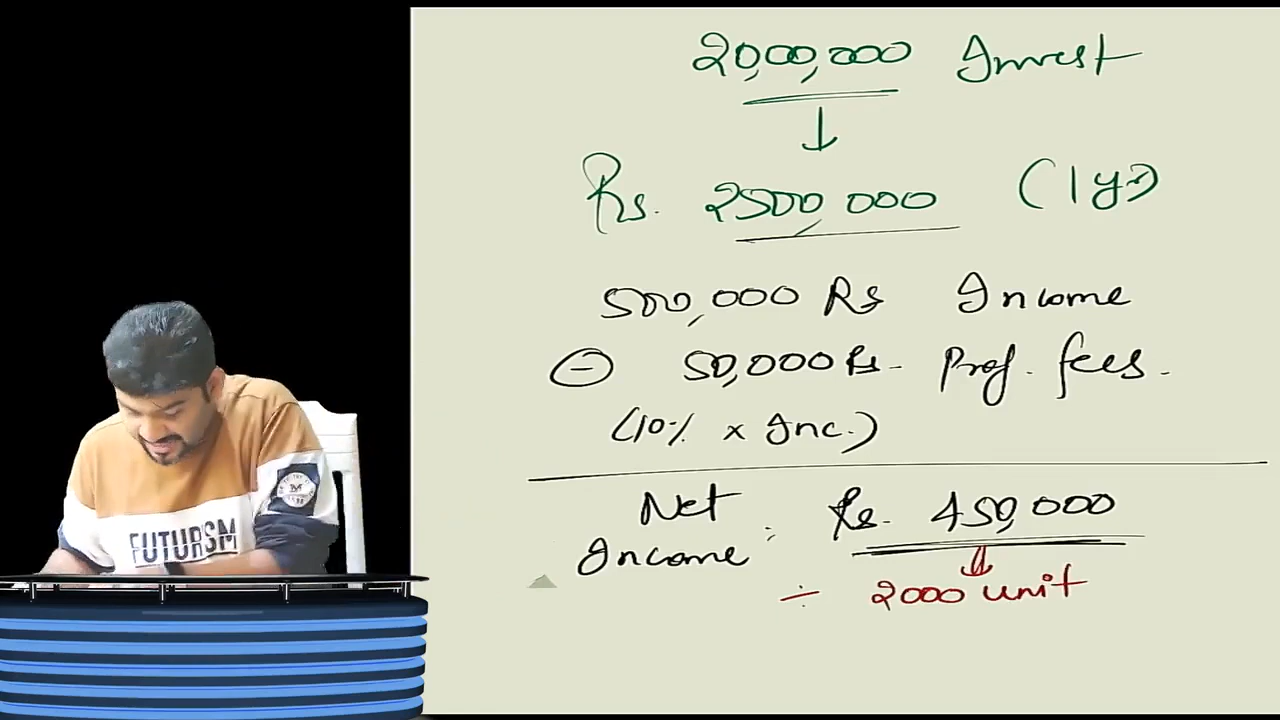 20,00,000 Invest
↓
Rs. 2500,000 (1 yr)
500,000 Rs Income
⊖ 50,000 Rs. Prof. fees.
(10% x Inc.)
Net Income : Rs. 450,000
÷ 2000 unit
FUTURISM